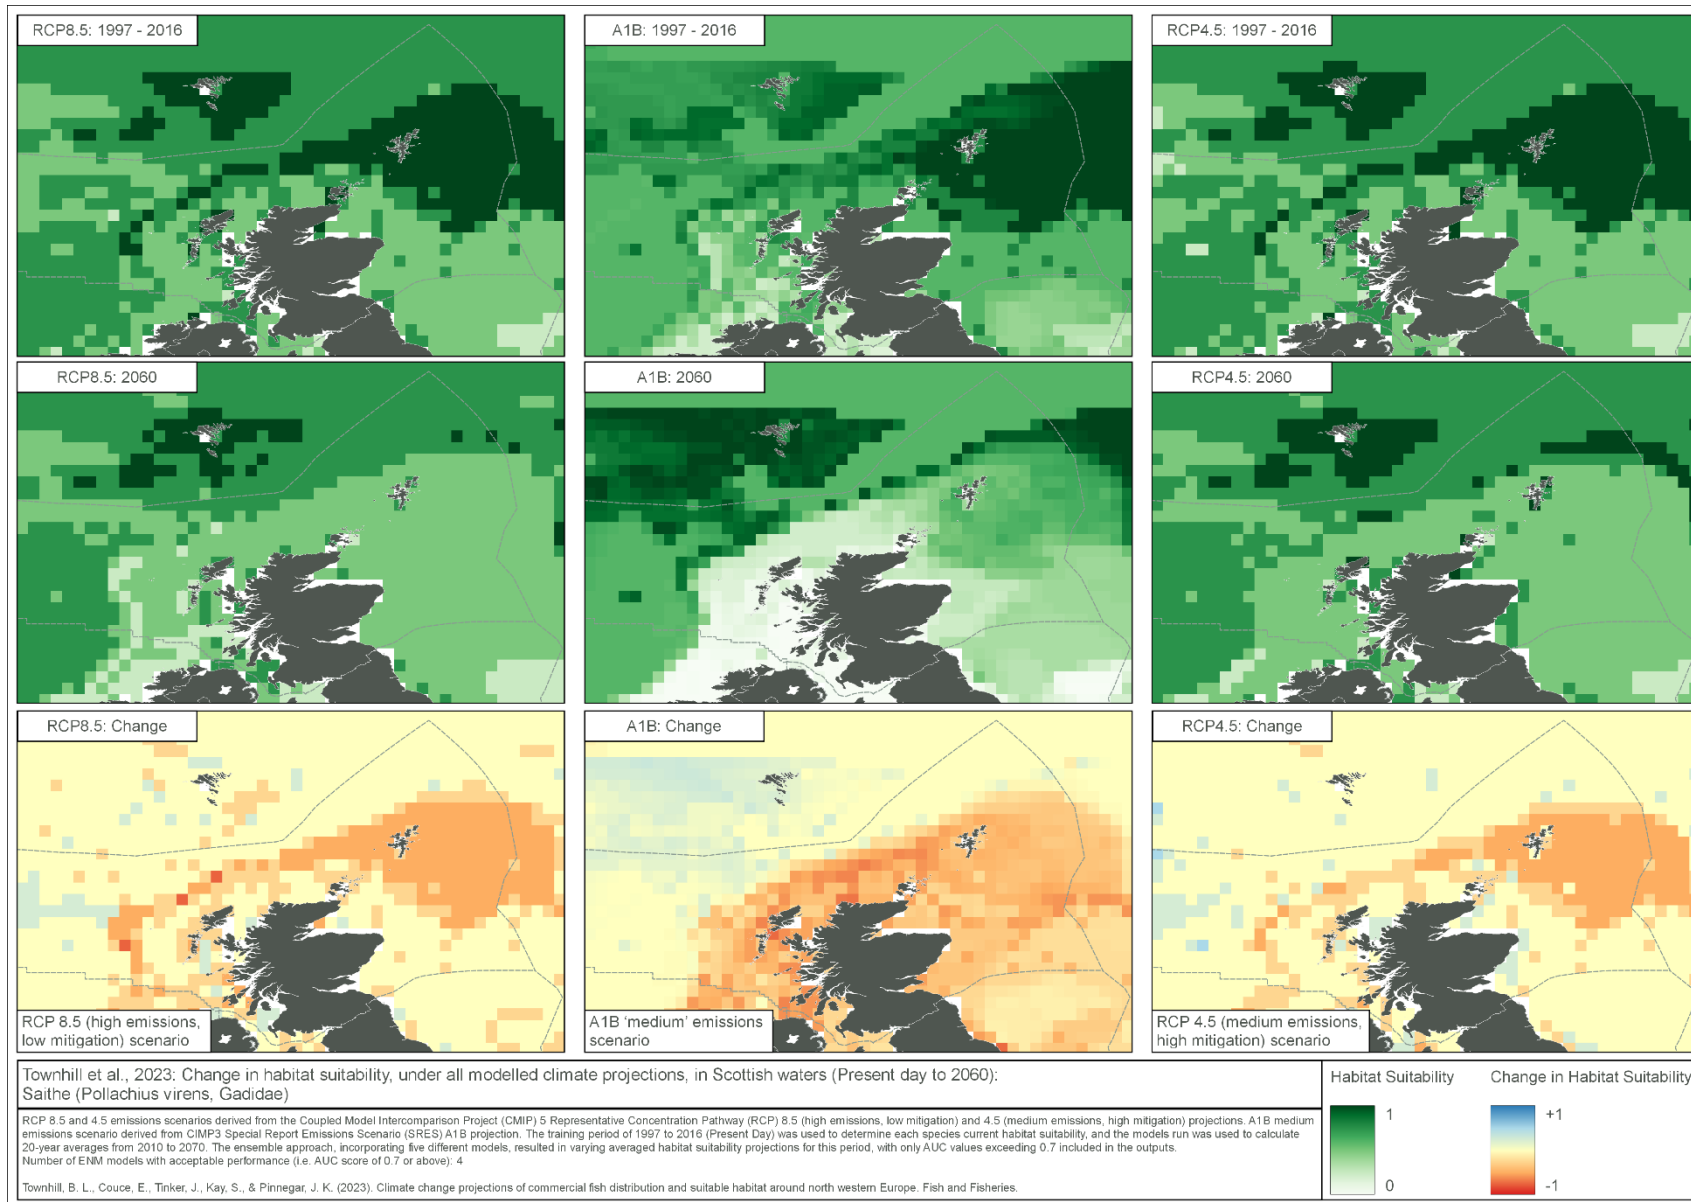 RCP8.5: 1997 - 2016
A1B: 1997 - 2016
RCP4.5: 1997 - 2016
RCP8.5: 2060
A1B: 2060
RCP4.5: 2060
RCP8.5: Change
A1B: Change
RCP4.5: Change
RCP 8.5 (high emissions,
low mitigation) scenario
A1B 'medium' emissions
scenario
RCP 4.5 (medium emissions,
high mitigation) scenario
Townhill et al., 2023: Change in habitat suitability, under all modelled climate projections, in Scottish waters (Present day to 2060):
Saithe (Pollachius virens, Gadidae)
RCP 8.5 and 4.5 emissions scenarios derived from the Coupled Model Intercomparison Project (CMIP) 5 Representative Concentration Pathway (RCP) 8.5 (high emissions, low mitigation) and 4.5 (medium emissions, high mitigation) projections. A1B medium
emissions scenario derived from CIMP3 Special Report Emissions Scenario (SRES) A1B projection. The training period of 1997 to 2016 (Present Day) was used to determine each species current habitat suitability, and the models run was used to calculate
20-year averages from 2010 to 2070. The ensemble approach, incorporating five different models, resulted in varying averaged habitat suitability projections for this period, with only AUC values exceeding 0.7 included in the outputs.
Number of ENM models with acceptable performance (i.e. AUC score of 0.7 or above): 4
Townhill, B. L., Couce, E., Tinker, J., Kay, S., & Pinnegar, J. K. (2023). Climate change projections of commercial fish distribution and suitable habitat around north western Europe. Fish and Fisheries.
Habitat Suitability
1
0
Change in Habitat Suitability
+1
-1